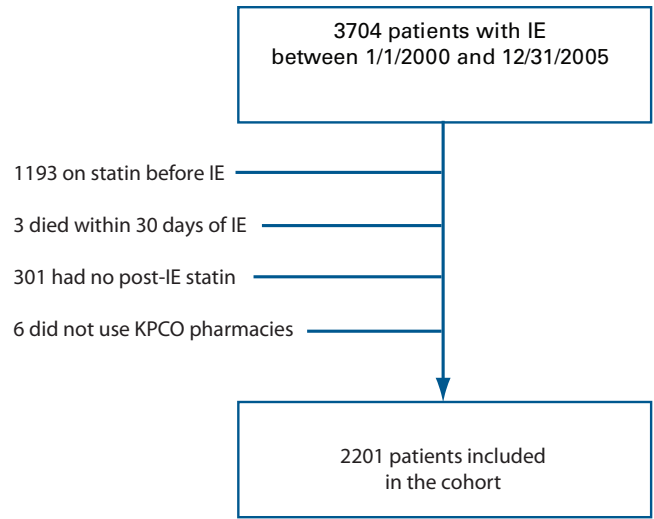 3704 patients with IE
between 1/1/2000 and 12/31/2005
1193 on statin before IE
3 died within 30 days of IE
301 had no post-IE statin
6 did not use KPCO pharmacies
2201 patients included
in the cohort